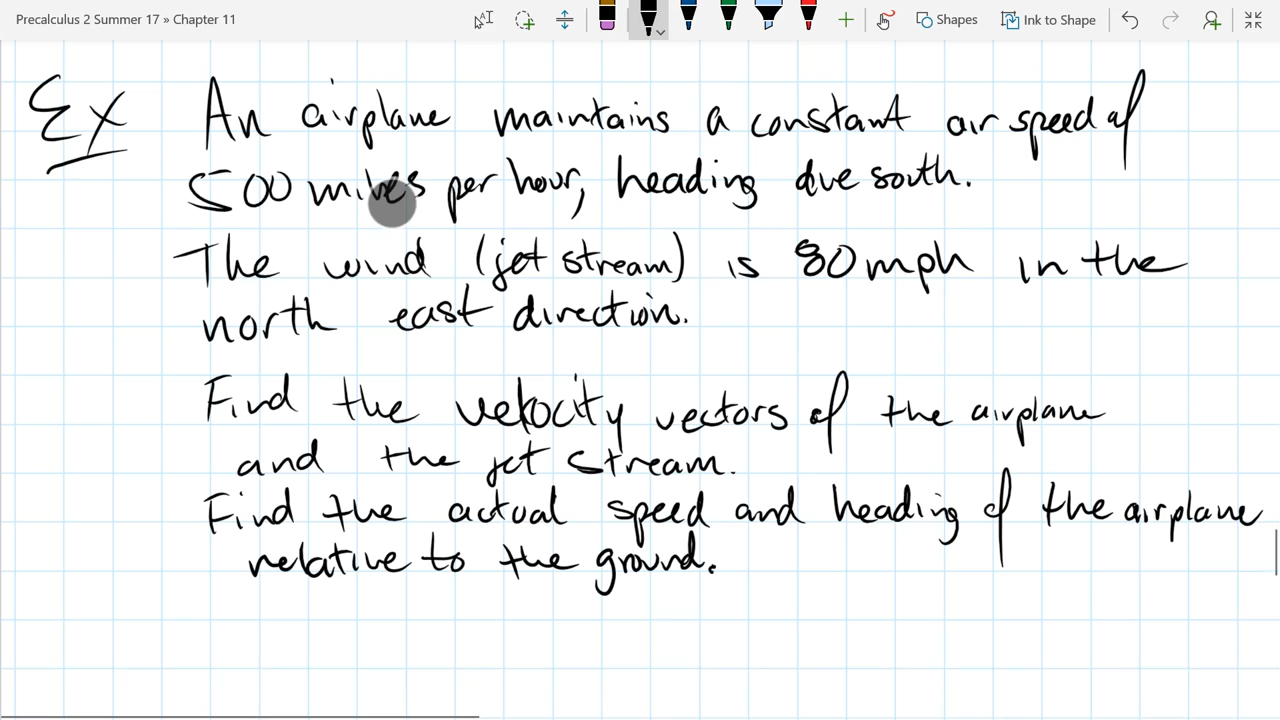 Precalculus 2 Summer 17 » Chapter 11
Shapes
Ink to Shape
Ex An airplane maintains a constant air speed of
500 miles per hour, heading due south.
The wind (jet stream) is 80 mph in the
north east direction.
Find the velocity vectors of the airplane
and the jet stream.
Find the actual speed and heading of the airplane
relative to the ground.